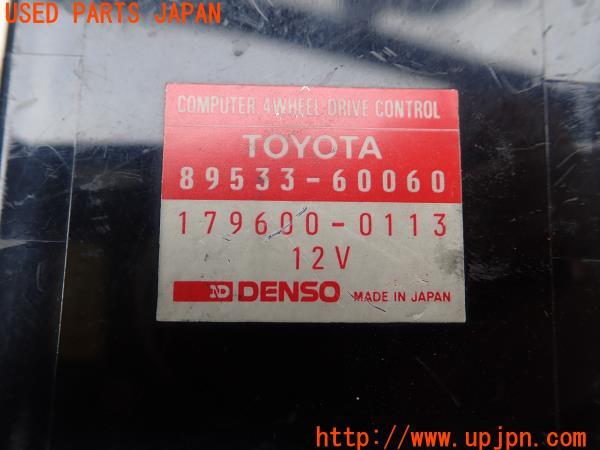 USED PARTS JAPAN
COMPUTER 4WHEEL DRIVE CONTROL
TOYOTA
89533-60060
179600-0113
12V
ND DENSO MADE IN JAPAN
http://www.upjpn.com/